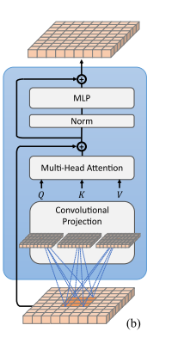 MLP
Norm
Multi-Head Attention
Q K V
Convolutional
Projection
(b)